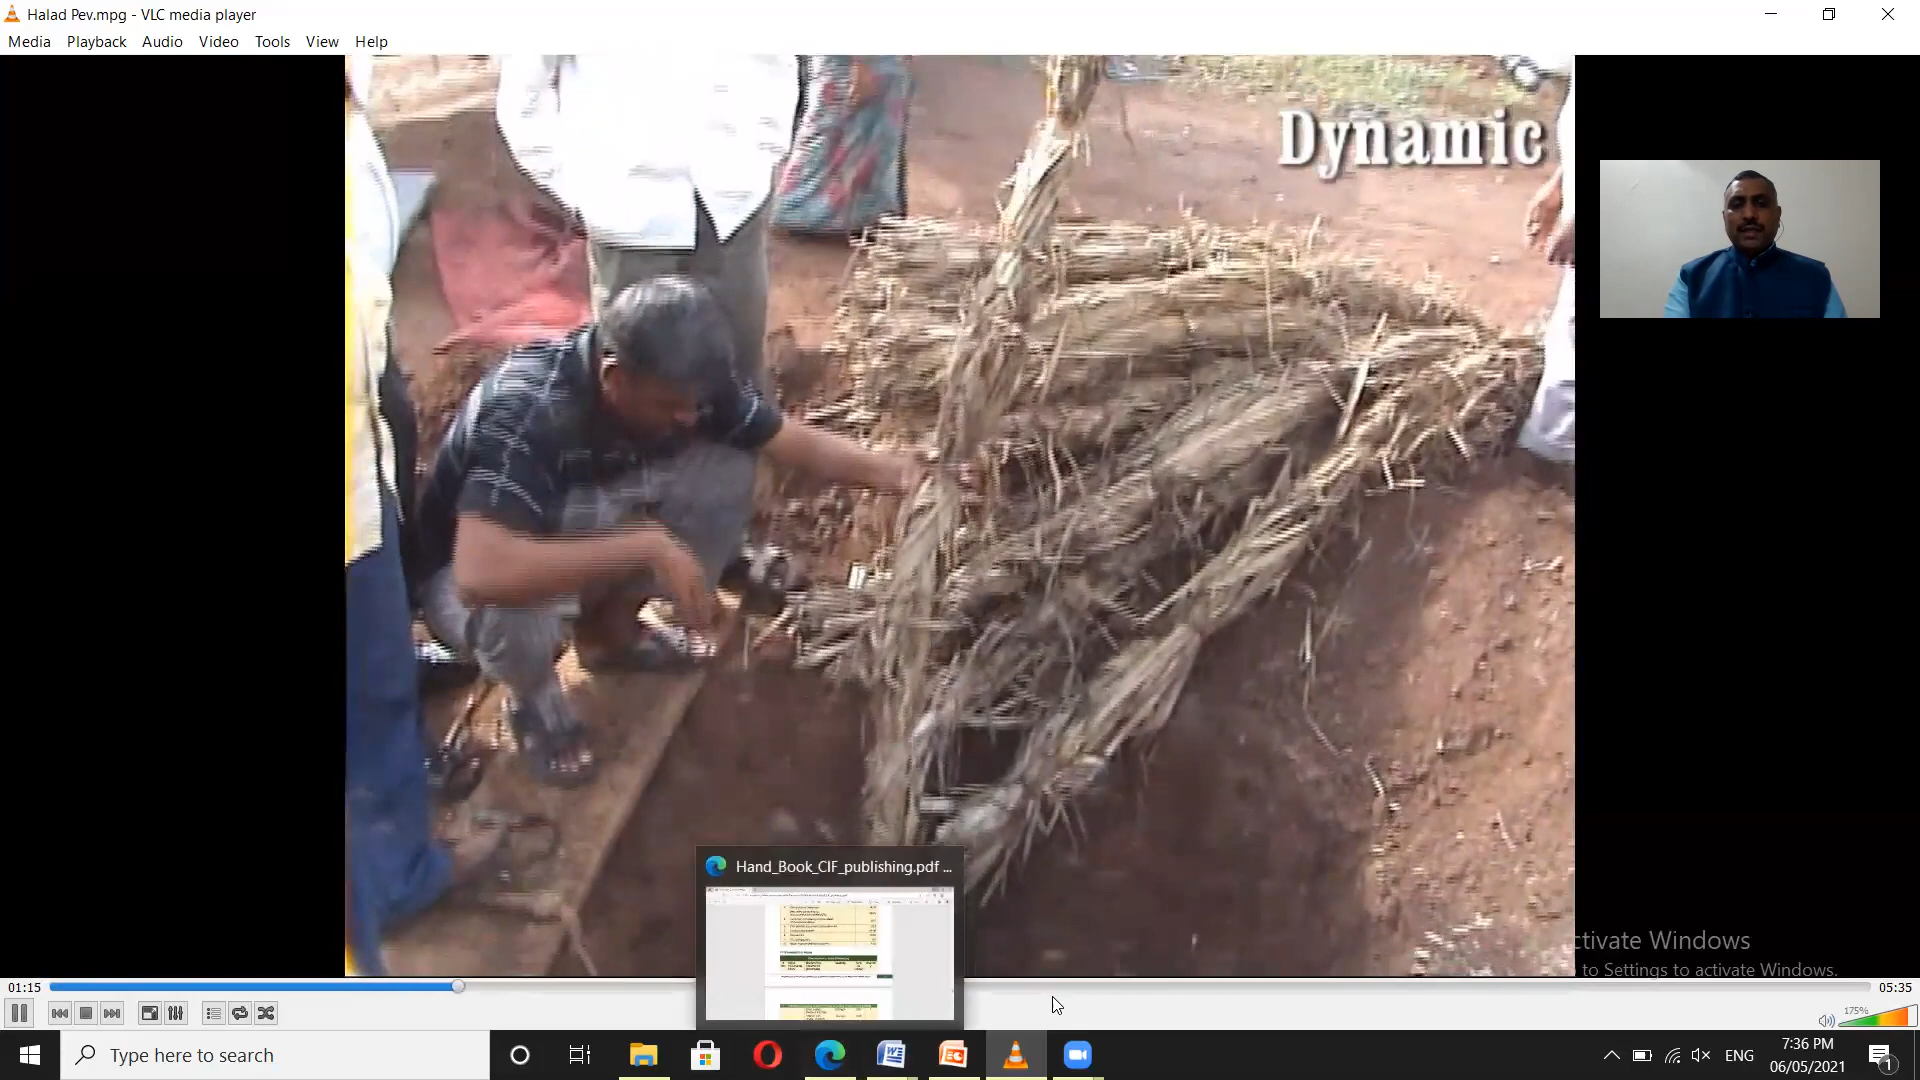 Halad Pev.mpg - VLC media player
Media Playback Audio Video Tools View Help
Dynamic
Hand_Book_CIF_publishing.pdf ...
ctivate Windows
to Settings to activate Windows.
01:15
05:35
175%
Type here to search
ENG
7:36 PM
06/05/2021
1